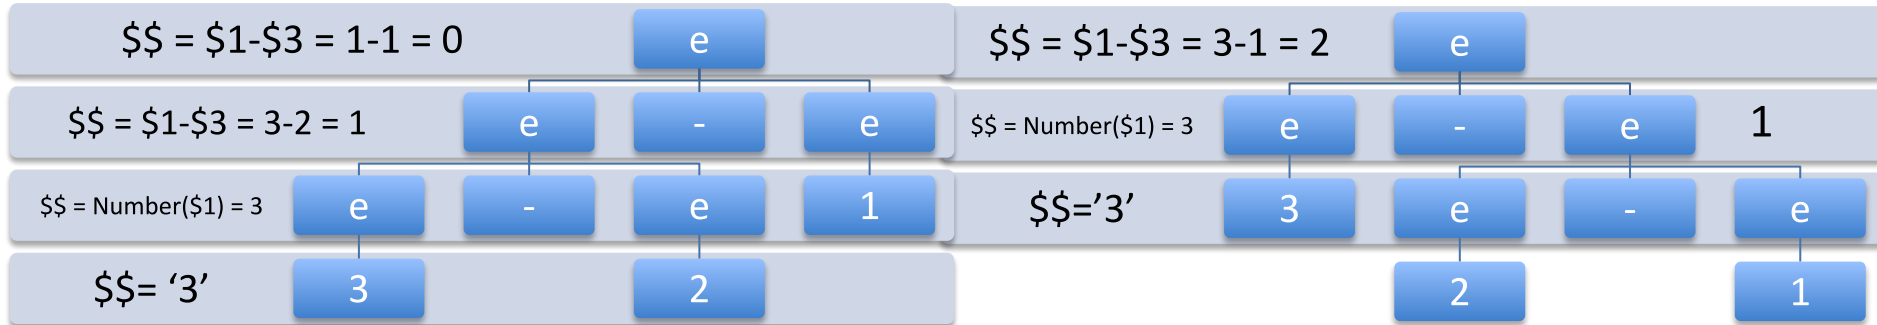 $$ = $1-$3 = 1-1 = 0 e
$$ = $1-$3 = 3-2 = 1 e - e
$$ = Number($1) = 3 e - e 1
$$= ‘3’ 3 2
$$ = $1-$3 = 3-1 = 2 e
$$ = Number($1) = 3 e - e 1
$$=’3’ 3 e - e
2 1